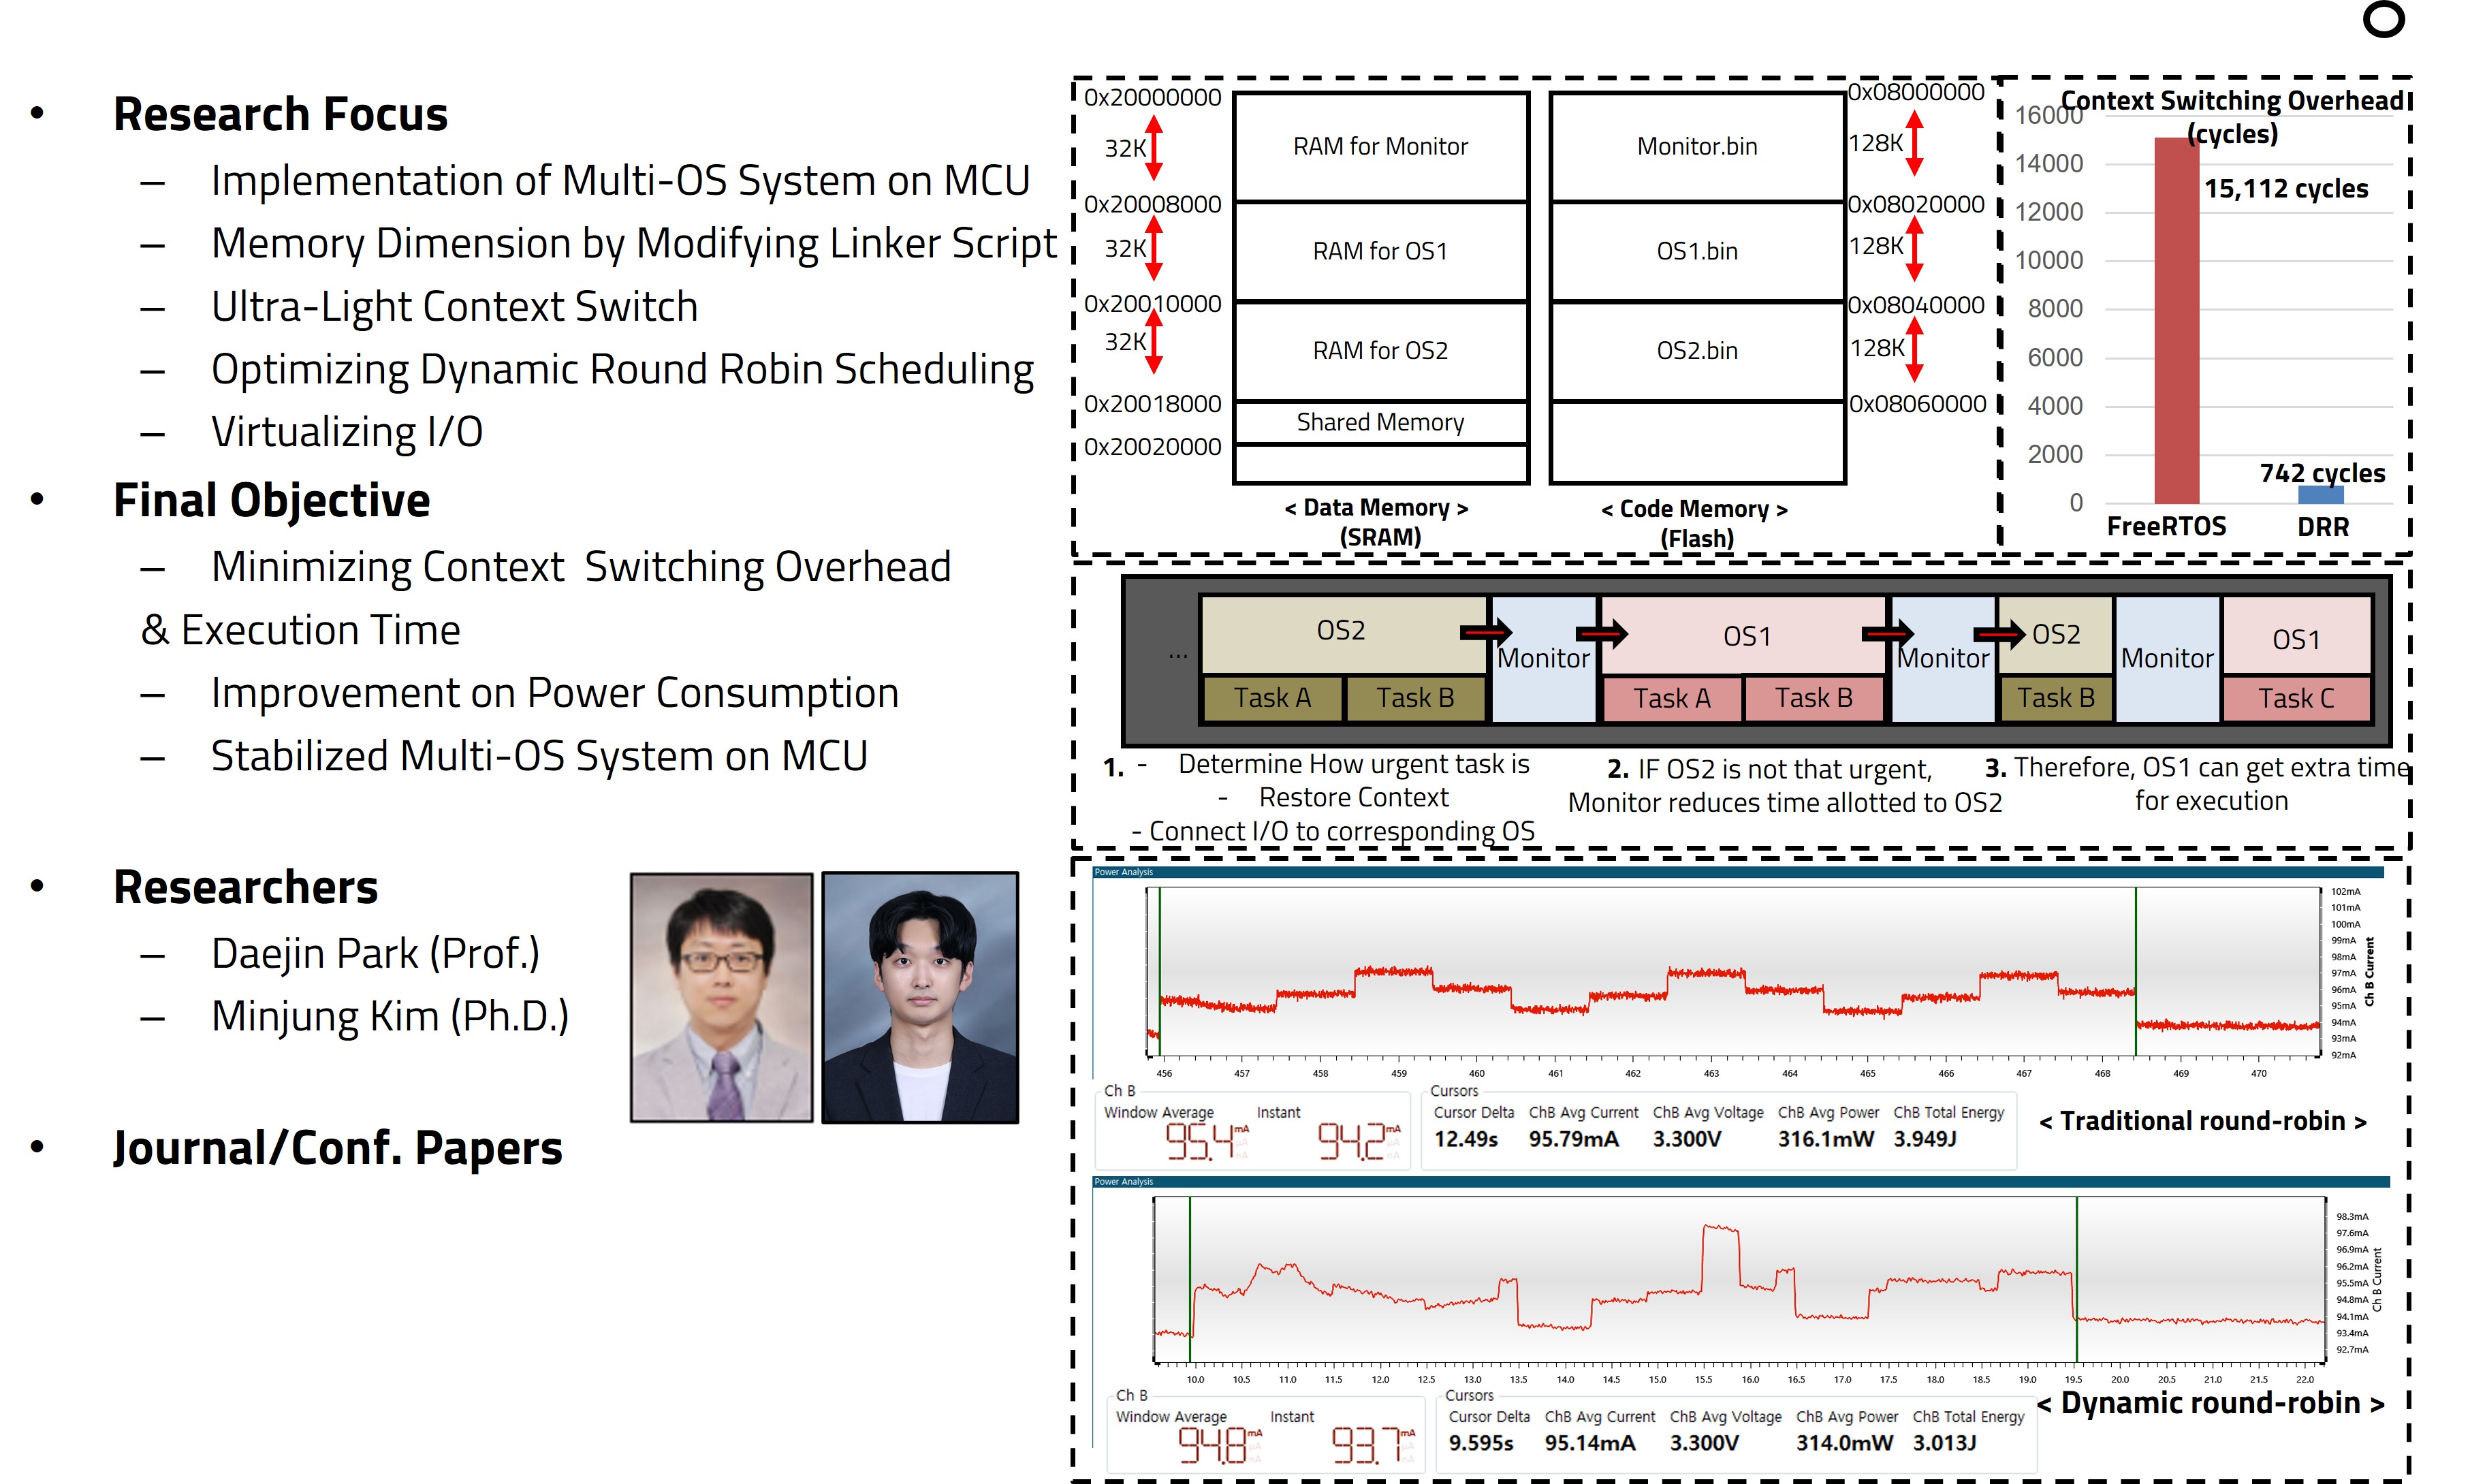 • Research Focus
– Implementation of Multi-OS System on MCU
– Memory Dimension by Modifying Linker Script
– Ultra-Light Context Switch
– Optimizing Dynamic Round Robin Scheduling
– Virtualizing I/O
• Final Objective
– Minimizing Context  Switching Overhead
& Execution Time
– Improvement on Power Consumption
– Stabilized Multi-OS System on MCU
• Researchers
– Daejin Park (Prof.)
– Minjung Kim (Ph.D.)
• Journal/Conf. Papers
0x20000000
32K
0x20008000
32K
0x20010000
32K
0x20018000
0x20020000
RAM for Monitor
RAM for OS1
RAM for OS2
Shared Memory
< Data Memory >
(SRAM)
Monitor.bin
OS1.bin
OS2.bin
< Code Memory >
(Flash)
0x08000000
128K
0x08020000
128K
0x08040000
128K
0x08060000
Context Switching Overhead
(cycles)
16000
14000
12000
10000
8000
6000
4000
2000
0
15,112 cycles
742 cycles
FreeRTOS DRR
... OS2 Monitor OS1 Monitor OS2 Monitor OS1
Task A Task B Task A Task B Task B Task C
1. - Determine How urgent task is
- Restore Context
- Connect I/O to corresponding OS
2. IF OS2 is not that urgent,
Monitor reduces time allotted to OS2
3. Therefore, OS1 can get extra time
for execution
Power Analysis
102mA
101mA
100mA
99mA
98mA
97mA
96mA
95mA
94mA
93mA
92mA
Ch B Current
456 457 458 459 460 461 462 463 464 465 466 467 468 469 470
Ch B
Window Average Instant
95.4 mA 94.2 mA
Cursors
Cursor Delta ChB Avg Current ChB Avg Voltage ChB Avg Power ChB Total Energy
12.49s 95.79mA 3.300V 316.1mW 3.949J
< Traditional round-robin >
Power Analysis
98.3mA
97.6mA
96.9mA
96.2mA
95.5mA
94.8mA
94.1mA
93.4mA
92.7mA
Ch B Current
10.0 10.5 11.0 11.5 12.0 12.5 13.0 13.5 14.0 14.5 15.0 15.5 16.0 16.5 17.0 17.5 18.0 18.5 19.0 19.5 20.0 20.5 21.0 21.5 22.0
Ch B
Window Average Instant
94.8 mA 93.7 mA
Cursors
Cursor Delta ChB Avg Current ChB Avg Voltage ChB Avg Power ChB Total Energy
9.595s 95.14mA 3.300V 314.0mW 3.013J
< Dynamic round-robin >